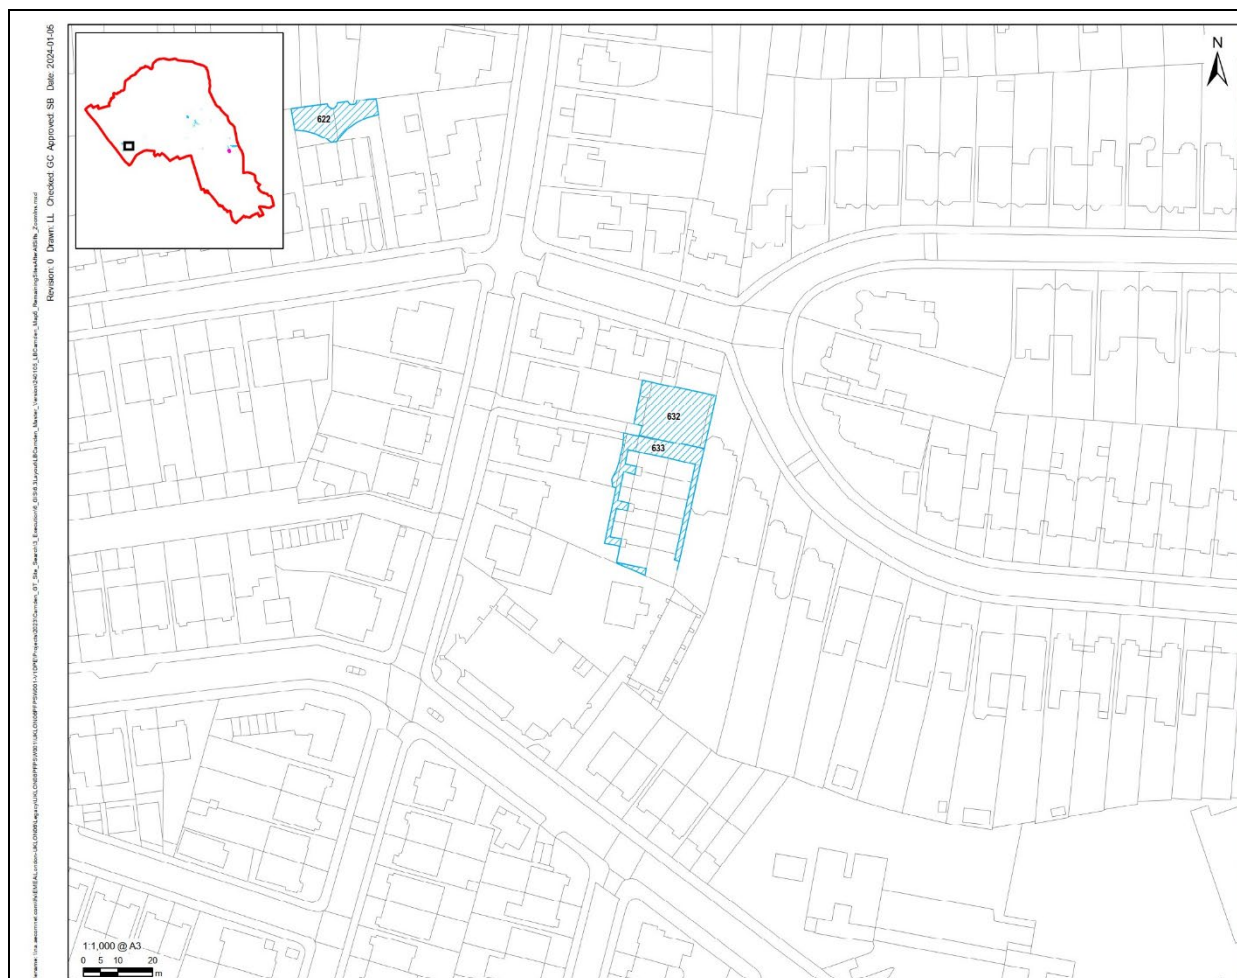 Revision: 0 Drawn: LL Checked: GC Approved: SB Date: 2024-01-05
N
622
632
633
1:1,000 @ A3
0 5 10 20
m